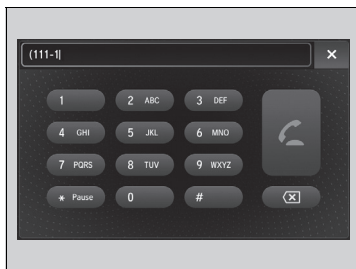 (111-1
1
2 ABC
3 DEF
4 GHI
5 JKL
6 MNO
7 PQRS
8 TUV
9 WXYZ
* Pause
0
#